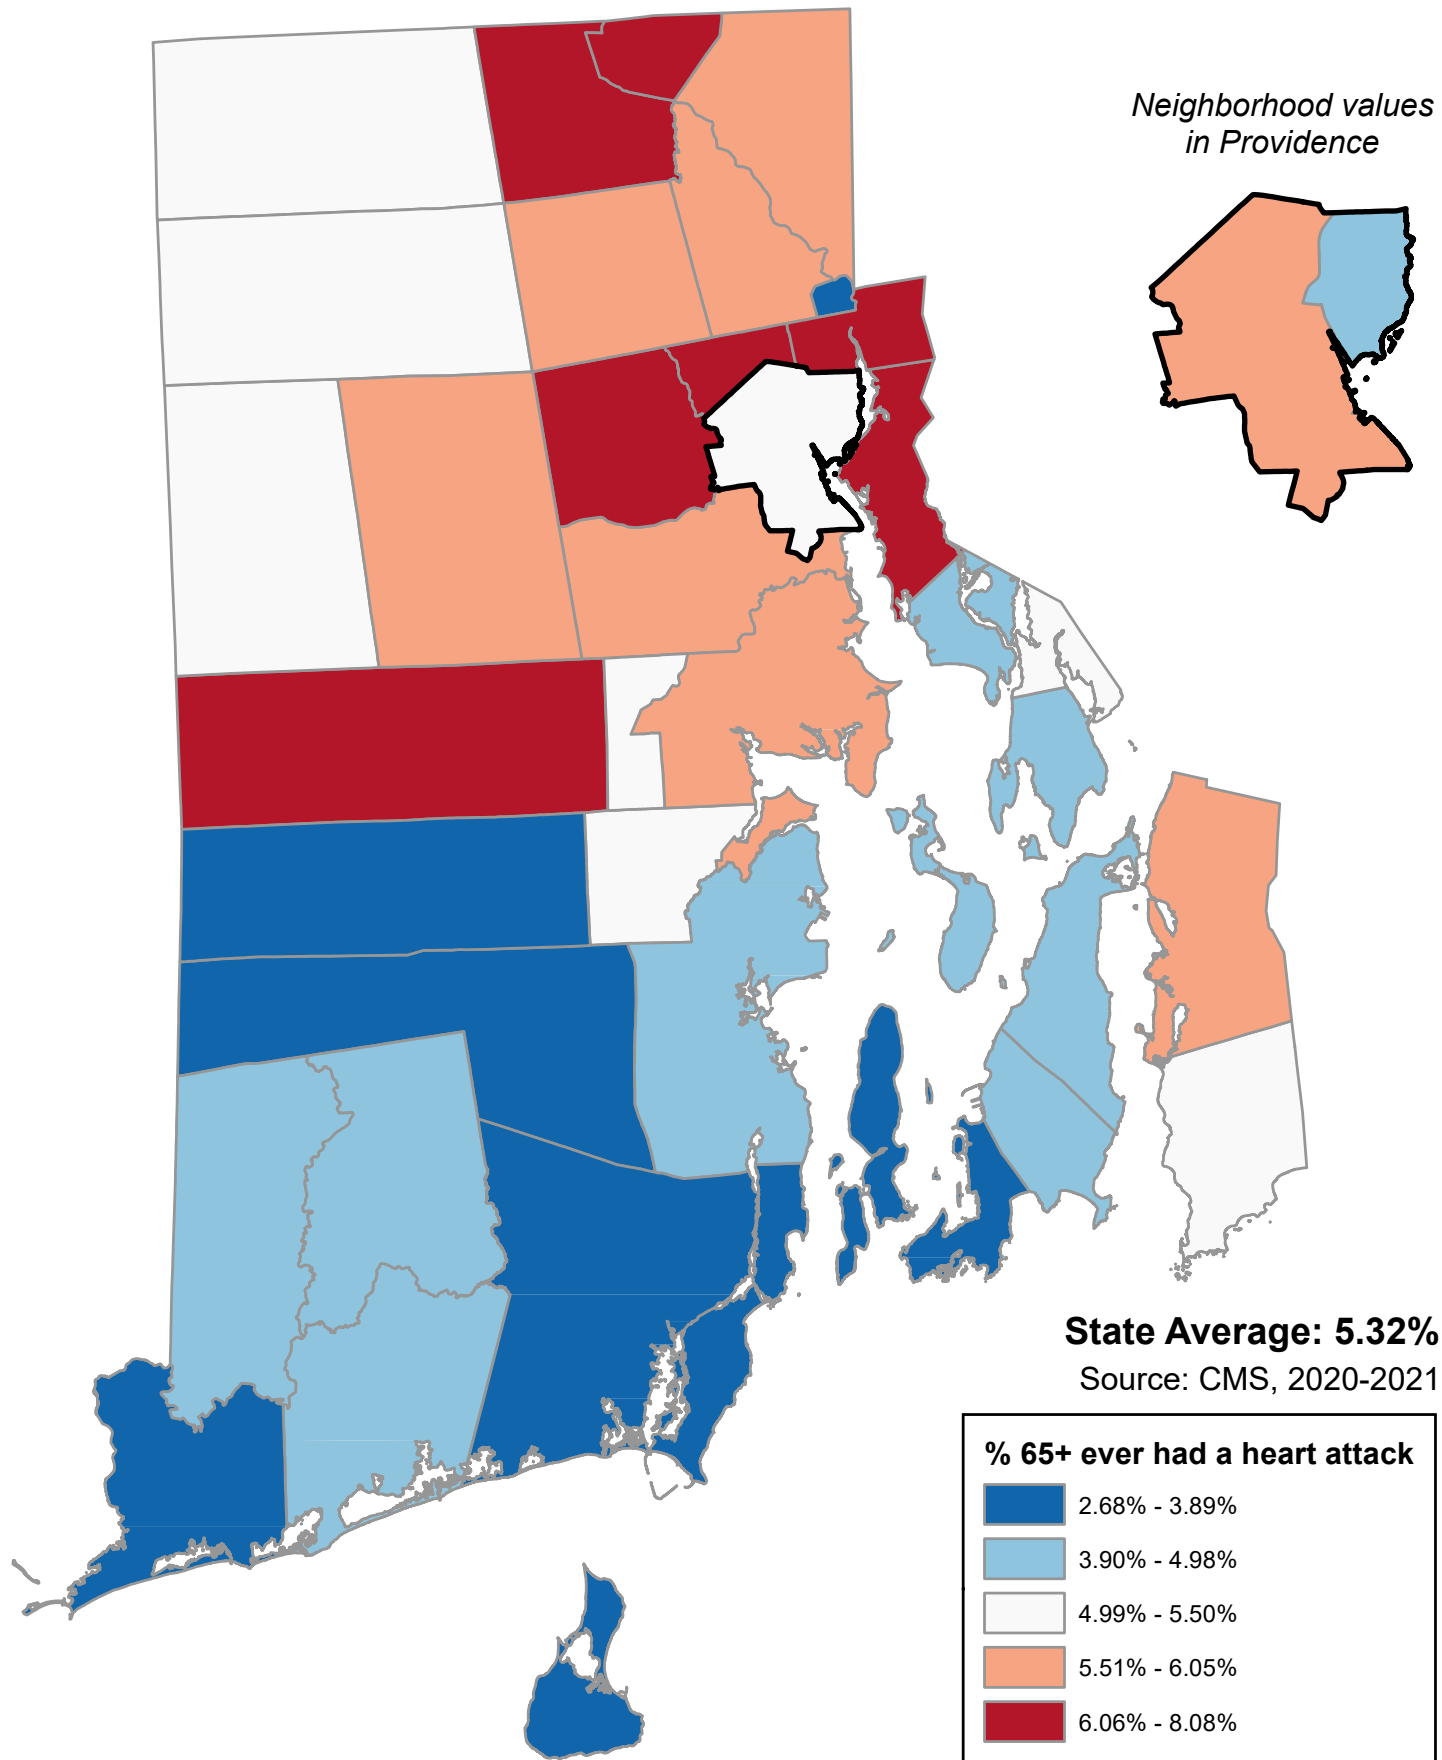 Neighborhood values
in Providence
State Average: 5.32%
Source: CMS, 2020-2021
% 65+ ever had a heart attack
2.68% - 3.89%
3.90% - 4.98%
4.99% - 5.50%
5.51% - 6.05%
6.06% - 8.08%